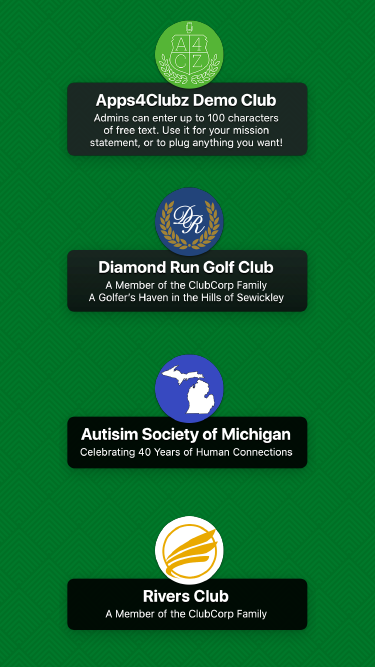 A4
CZ
Apps4Clubz Demo Club
Admins can enter up to 100 characters
of free text. Use it for your mission
statement, or to plug anything you want!
DR
Diamond Run Golf Club
A Member of the ClubCorp Family
A Golfer's Haven in the Hills of Sewickley
Autisim Society of Michigan
Celebrating 40 Years of Human Connections
Rivers Club
A Member of the ClubCorp Family